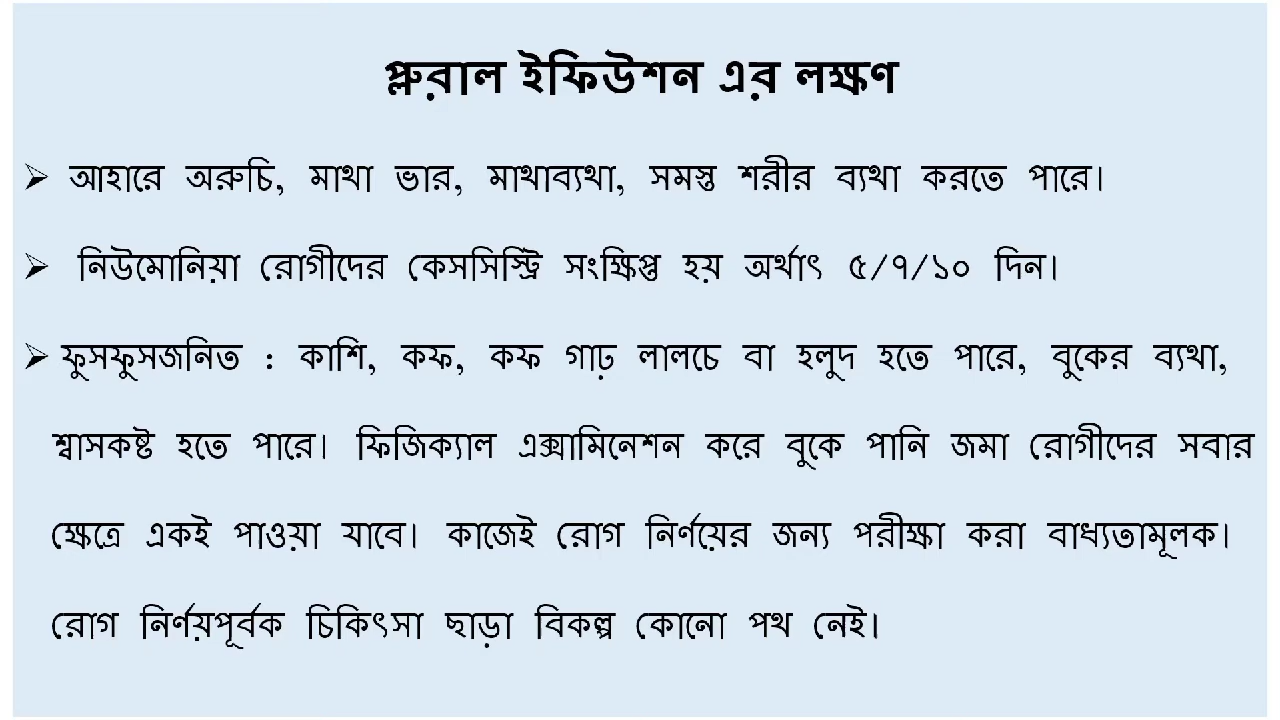 প্লুরাল ইফিউশন এর লক্ষণ
➢ আহারে অরুচি, মাথা ভার, মাথাব্যথা, সমস্ত শরীর ব্যথা করতে পারে।
➢ নিউমোনিয়া রোগীদের কেসসিস্ট্রি সংক্ষিপ্ত হয় অর্থাৎ ৫/৭/১০ দিন।
➢ ফুসফুসজনিত : কাশি, কফ, কফ গাঢ় লালচে বা হলুদ হতে পারে, বুকের ব্যথা,
শ্বাসকষ্ট হতে পারে। ফিজিক্যাল এক্সামিনেশন করে বুকে পানি জমা রোগীদের সবার
ক্ষেত্রে একই পাওয়া যাবে। কাজেই রোগ নির্ণয়ের জন্য পরীক্ষা করা বাধ্যতামূলক।
রোগ নির্ণয়পূর্বক চিকিৎসা ছাড়া বিকল্প কোনো পথ নেই।